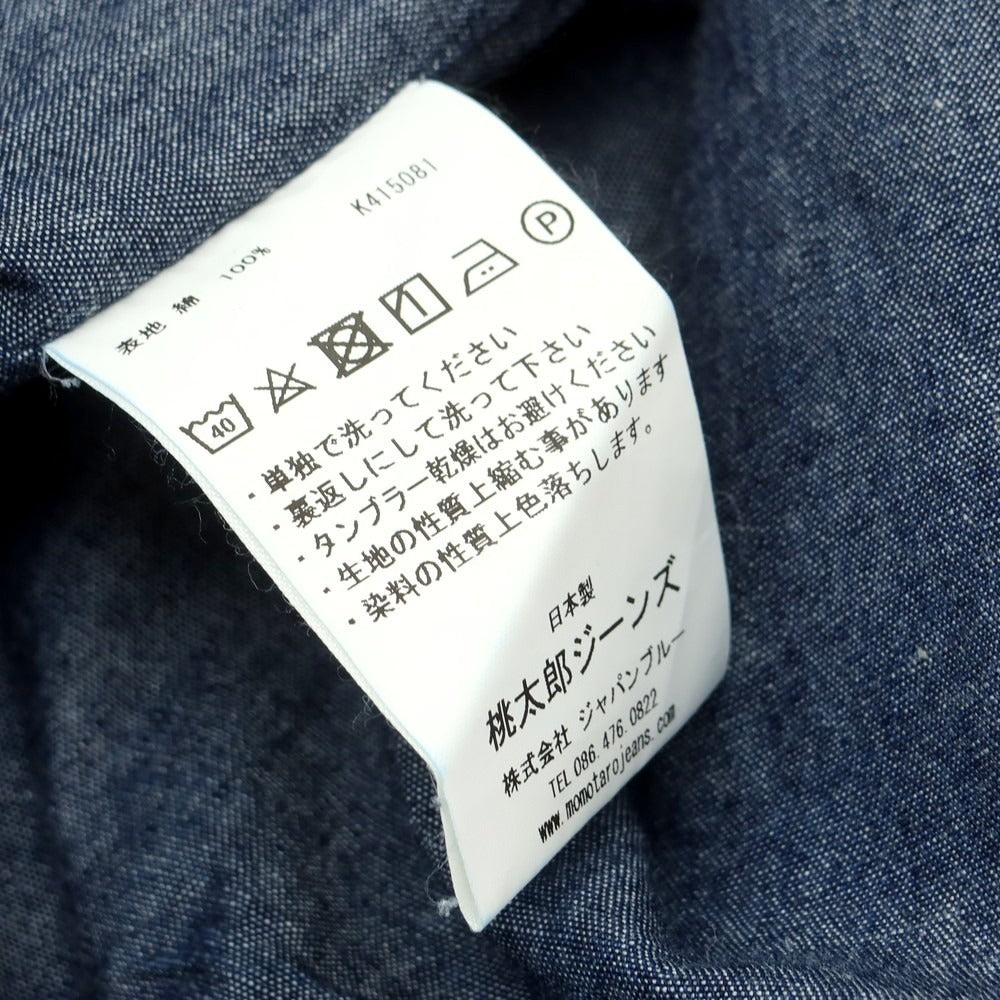 K415081
表地 綿 100%
40
P
・単独で洗ってください
・裏返しにして洗って下さい
・タンブラー乾燥はお避けください
・生地の性質上縮む事があります
・染料の性質上色落ちします。
日本製
桃太郎ジーンズ
株式会社 ジャパンブルー
TEL 086.476.0822
www.momotarojeans.com